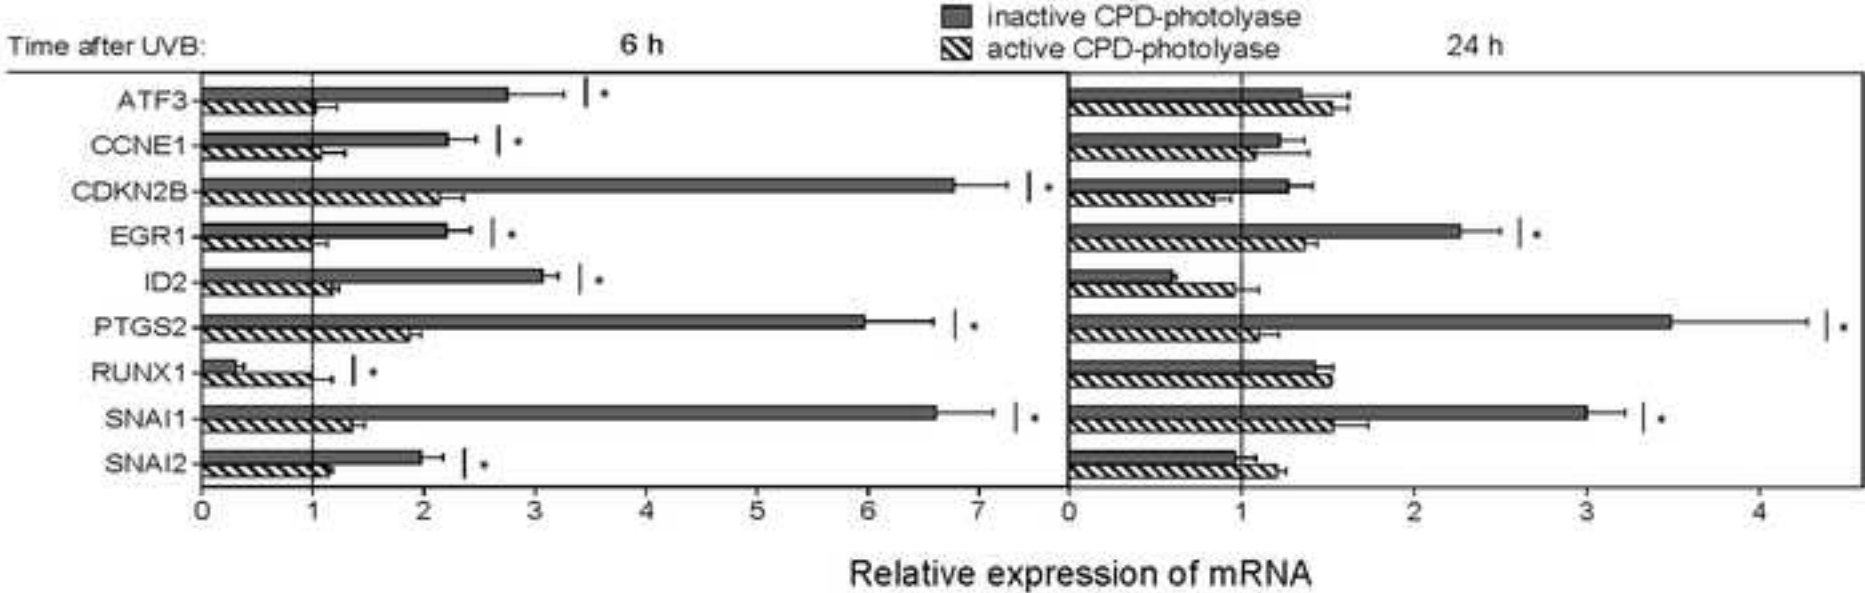 inactive CPD-photolyase
Time after UVB: 6 h active CPD-photolyase 24 h
ATF3 *
CCNE1 *
CDKN2B *
EGR1 * *
ID2 *
PTGS2 * *
RUNX1 *
SNAI1 * *
SNAI2 *
0 1 2 3 4 5 6 7 0 1 2 3 4
Relative expression of mRNA